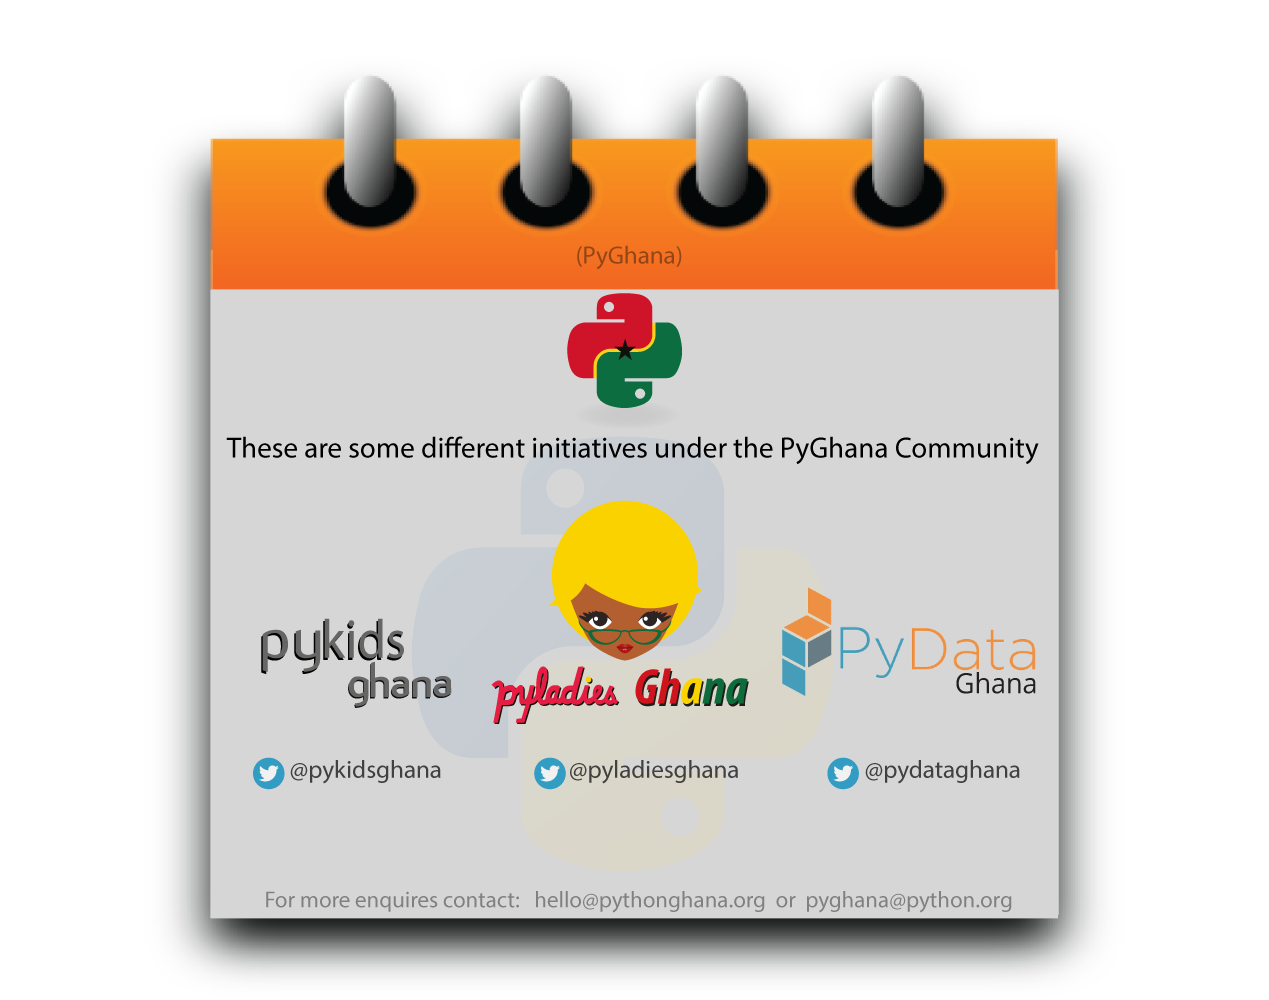 (PyGhana)
These are some different initiatives under the PyGhana Community
pykids
ghana
pyladies Ghana
PyData
Ghana
@pykidsghana @pyladiesghana @pydataghana
For more enquires contact: hello@pythonghana.org or pyghana@python.org